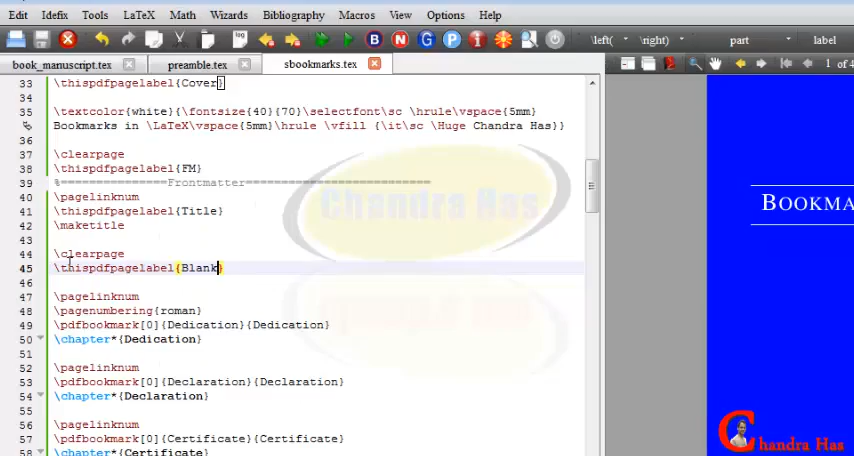 Edit Idefix Tools LaTeX Math Wizards Bibliography Macros View Options Help
\left( \right) part label
book_manuscript.tex preamble.tex sbookmarks.tex 1 of 4
33 \thispdfpagelabel{Cover}
34
35 \textcolor{white}{\fontsize{40}{70}\selectfont\sc \hrule\vspace{5mm}
Bookmarks in \LaTeX\vspace{5mm}\hrule \vfill {\it\sc \Huge Chandra Has}}
36
37 \clearpage
38 \thispdfpagelabel{FM}
39 %===============Frontmatter==========================
40 \pagelinknum
41 \thispdfpagelabel{Title}
42 \maketitle
43
44 \clearpage
45 \thispdfpagelabel{Blank}
46
47 \pagelinknum
48 \pagenumbering{roman}
49 \pdfbookmark[0]{Dedication}{Dedication}
50 \chapter*{Dedication}
51
52 \pagelinknum
53 \pdfbookmark[0]{Declaration}{Declaration}
54 \chapter*{Declaration}
55
56 \pagelinknum
57 \pdfbookmark[0]{Certificate}{Certificate}
58 \chapter*{Certificate}
Chandra Has
BOOKMA
Chandra Has